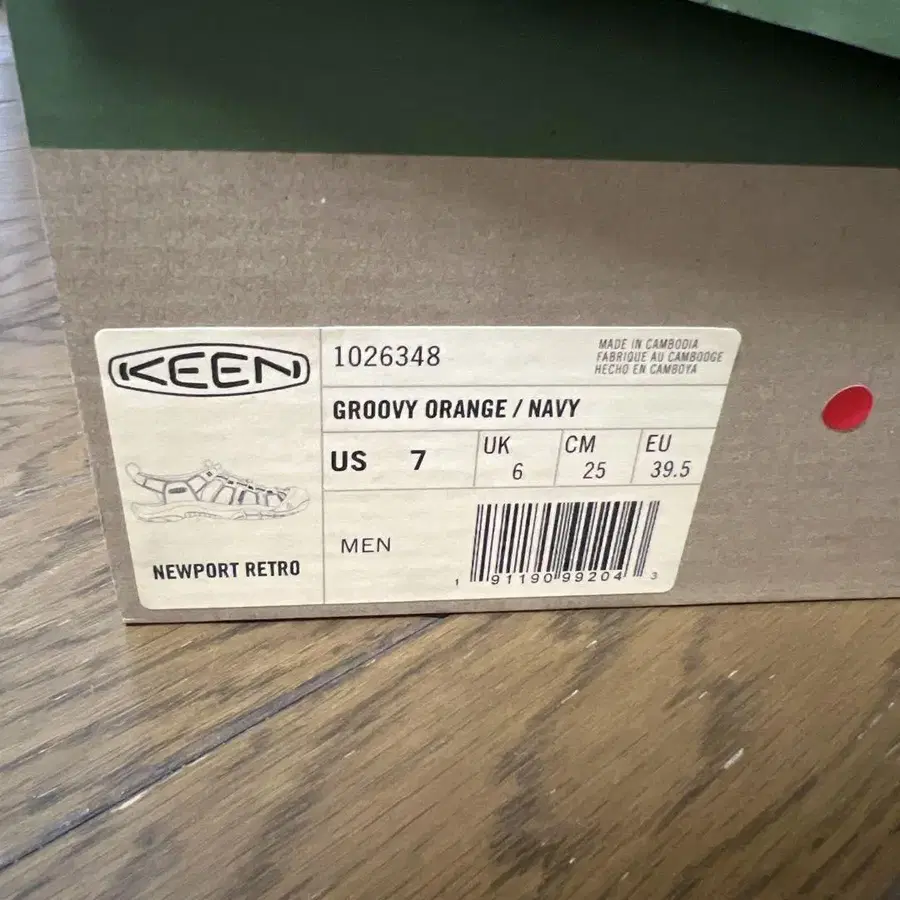 KEEN
1026348
MADE IN CAMBODIA
FABRIQUE AU CAMBODGE
HECHO EN CAMBOYA
GROOVY ORANGE / NAVY
US 7
UK 6
CM 25
EU 39.5
NEWPORT RETRO
MEN
1 91190 99204 3